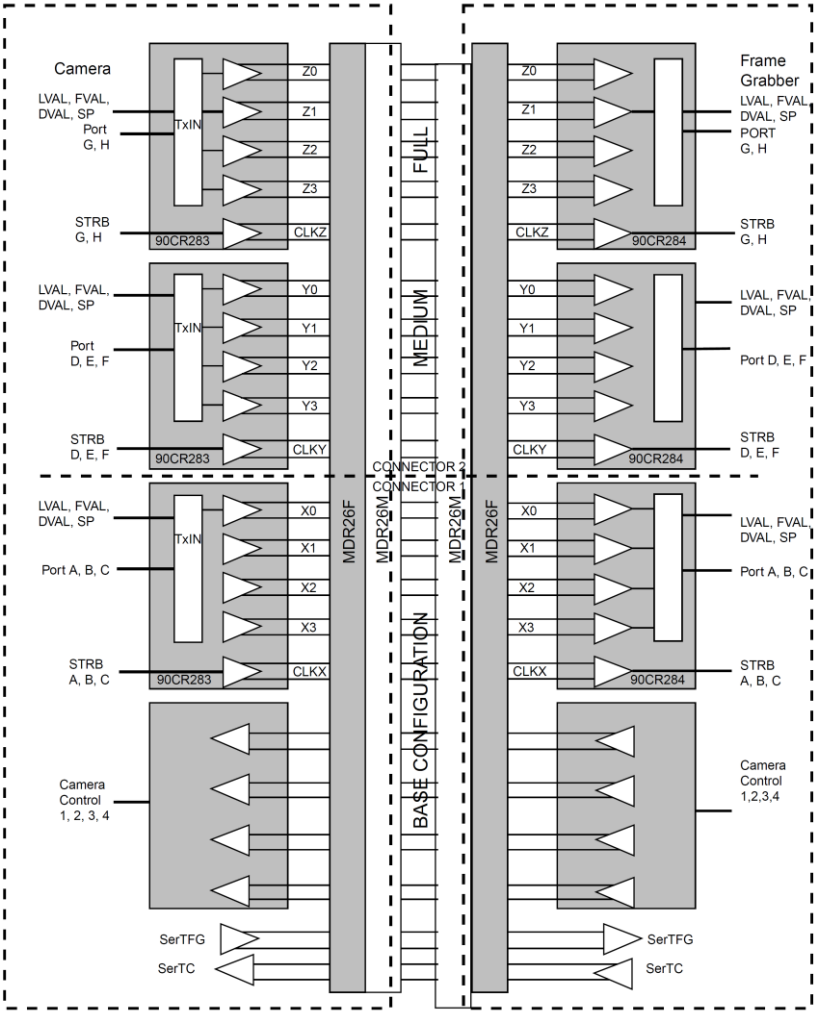 Camera
LVAL, FVAL,
DVAL, SP
Port
G, H
TxIN
Z0
Z1
Z2
Z3
STRB
G, H
90CR283
CLKZ
LVAL, FVAL,
DVAL, SP
Port
D, E, F
TxIN
Y0
Y1
Y2
Y3
STRB
D, E, F
90CR283
CLKY
LVAL, FVAL,
DVAL, SP
Port A, B, C
TxIN
X0
X1
X2
X3
STRB
A, B, C
90CR283
CLKX
Camera
Control
1, 2, 3, 4
SerTFG
SerTC
MDR26F
MDR26M
FULL
MEDIUM
CONNECTOR 2
CONNECTOR 1
BASE CONFIGURATION
MDR26M
MDR26F
Z0
Z1
Z2
Z3
CLKZ
90CR284
Frame
Grabber
LVAL, FVAL,
DVAL, SP
PORT
G, H
STRB
G, H
Y0
Y1
Y2
Y3
CLKY
90CR284
LVAL, FVAL,
DVAL, SP
Port D, E, F
STRB
D, E, F
X0
X1
X2
X3
CLKX
90CR284
LVAL, FVAL,
DVAL, SP
Port A, B, C
STRB
A, B, C
Camera
Control
1,2,3,4
SerTFG
SerTC